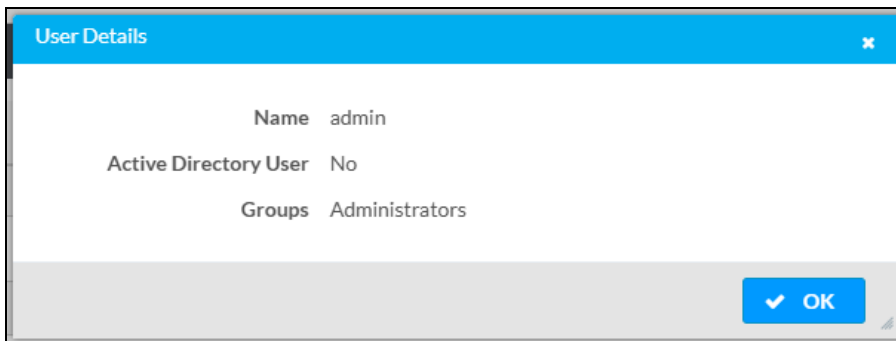 User Details
Name admin
Active Directory User No
Groups Administrators
OK